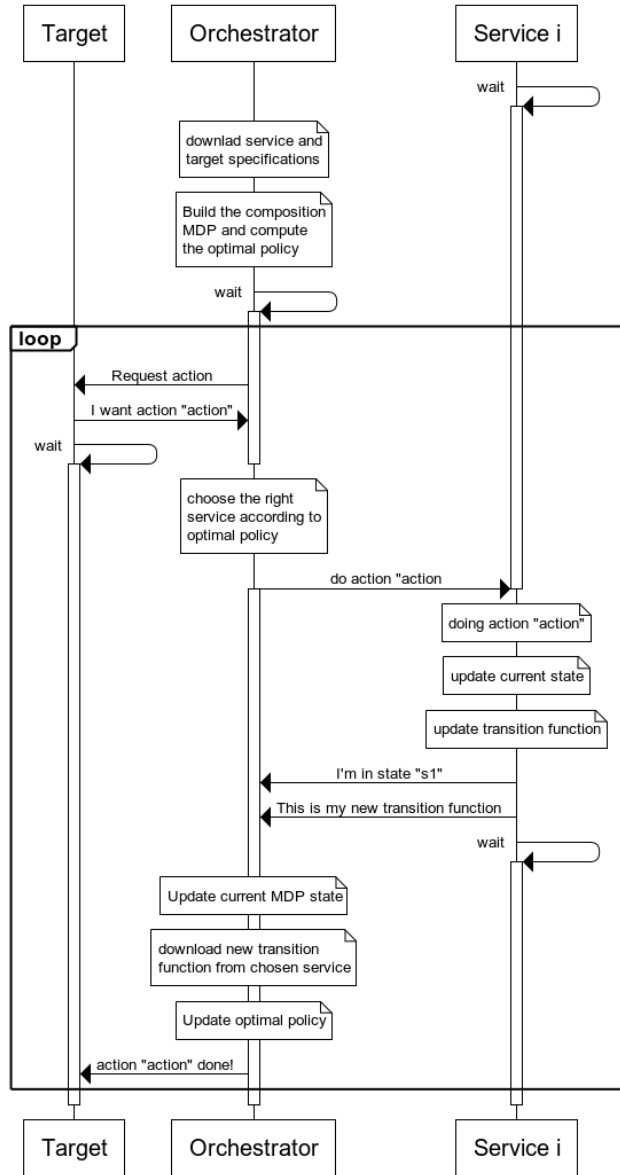 Target
Orchestrator
Service i
wait
downlad service and
target specifications
Build the composition
MDP and compute
the optimal policy
wait
loop
Request action
I want action "action"
wait
choose the right
service according to
optimal policy
do action "action
doing action "action"
update current state
update transition function
I'm in state "s1"
This is my new transition function
wait
Update current MDP state
download new transition
function from chosen service
Update optimal policy
action "action" done!
Target
Orchestrator
Service i